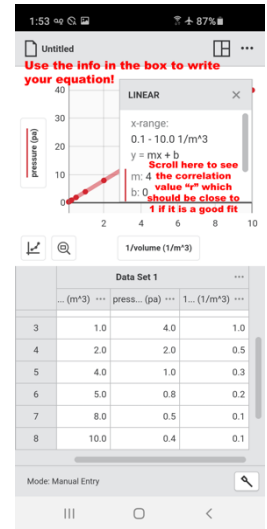 1:53
87%
Untitled
Use the info in the box to write
your equation!
40
30
20
10
0
pressure (pa)
LINEAR
x-range:
0.1 - 10.0 1/m^3
y = mx + b
m: 4
b: 0
Scroll here to see
the correlation
value “r” which
should be close to
1 if it is a good fit
2 4 6 8 10
1/volume (1/m^3)
Data Set 1 ...
... (m^3) ... press... (pa) ... 1... (1/m^3) ...
3 1.0 4.0 1.0
4 2.0 2.0 0.5
5 4.0 1.0 0.3
6 5.0 0.8 0.2
7 8.0 0.5 0.1
8 10.0 0.4 0.1
Mode: Manual Entry